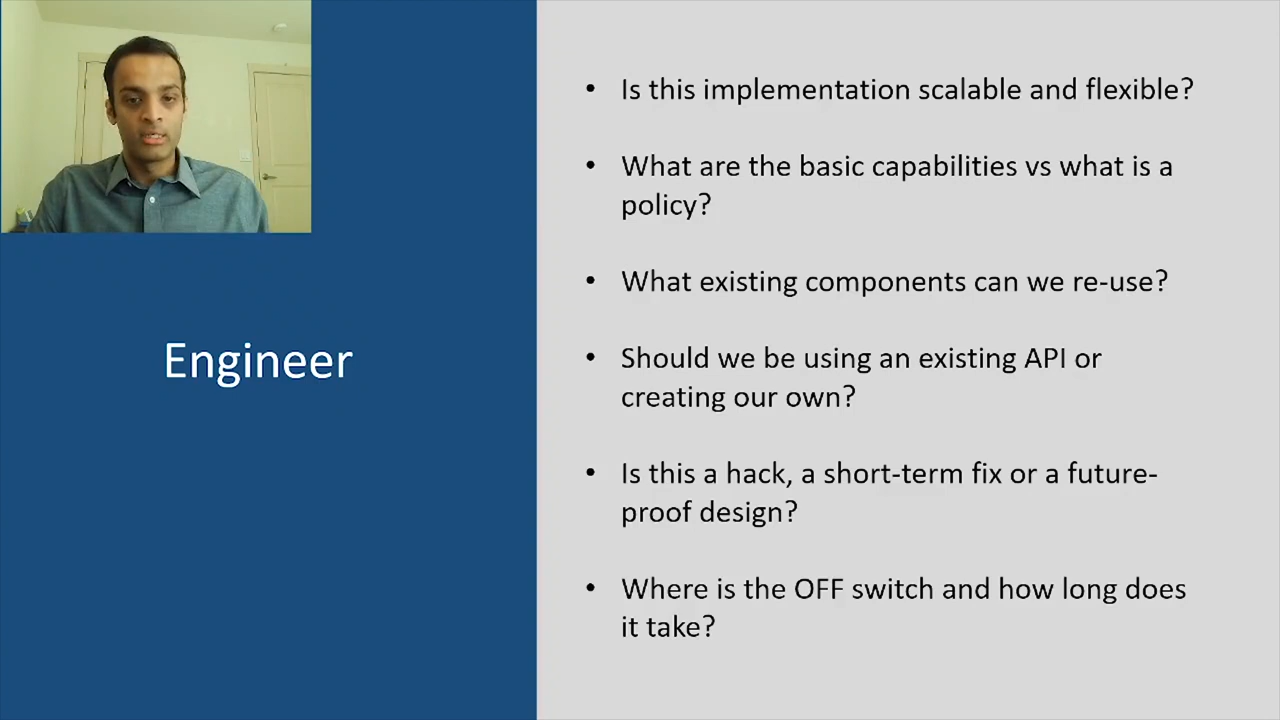 Engineer
• Is this implementation scalable and flexible?
• What are the basic capabilities vs what is a
policy?
• What existing components can we re-use?
• Should we be using an existing API or
creating our own?
• Is this a hack, a short-term fix or a future-
proof design?
• Where is the OFF switch and how long does
it take?